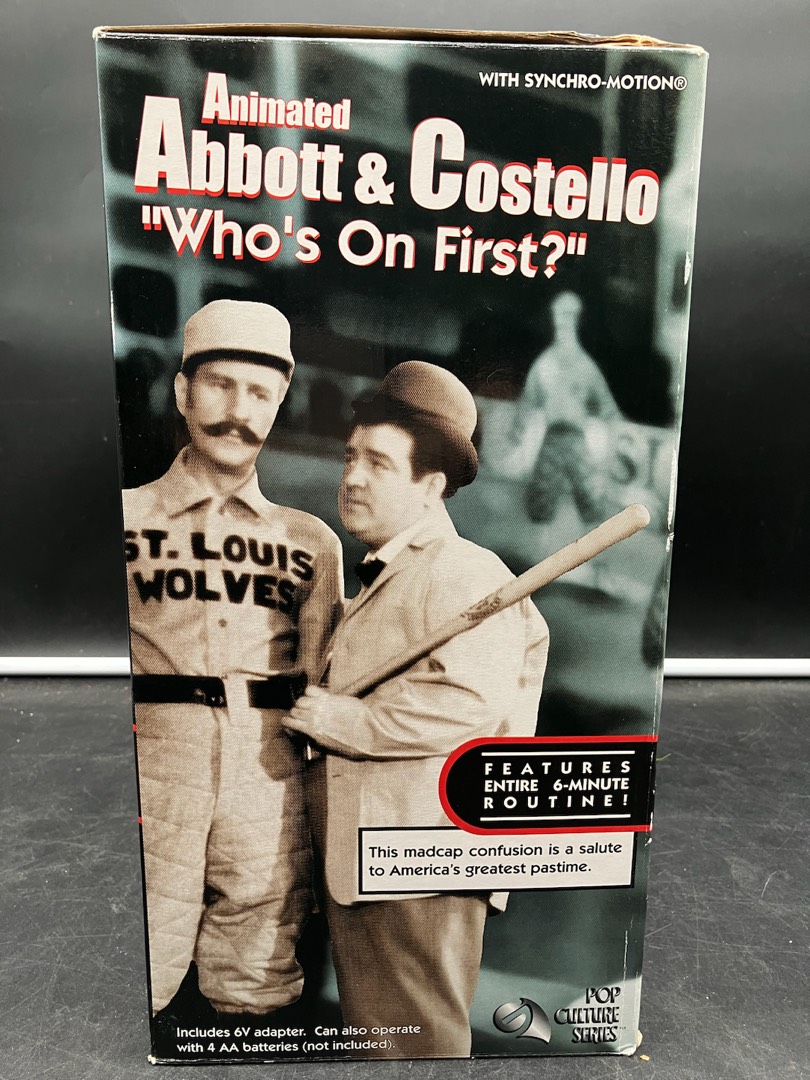 WITH SYNCHRO-MOTION®
Animated
Abbott & Costello
"Who's On First?"
ST. LOUIS
WOLVES
FEATURES
ENTIRE 6-MINUTE
ROUTINE!
This madcap confusion is a salute
to America's greatest pastime.
Includes 6V adapter. Can also operate
with 4 AA batteries (not included).
POP
CULTURE
SERIES™